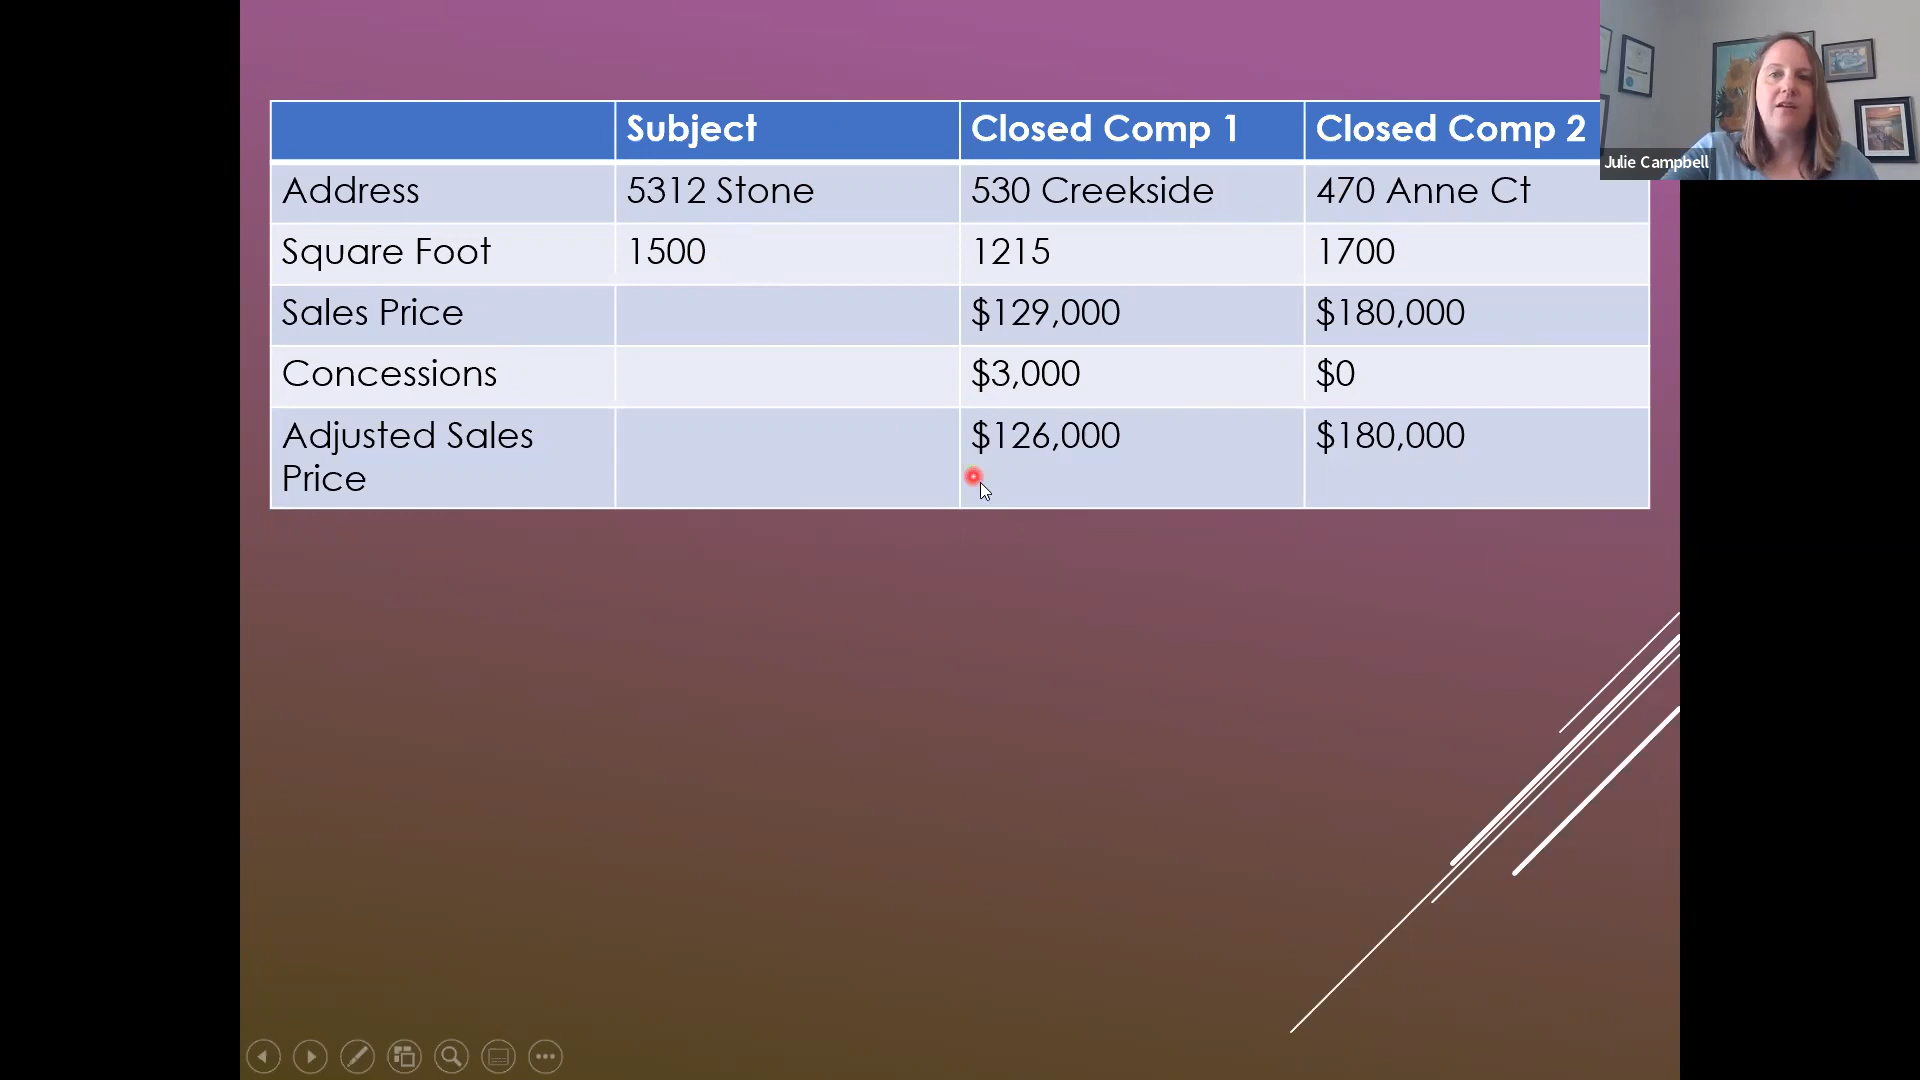 Subject Closed Comp 1 Closed Comp 2
Julie Campbell
Address 5312 Stone 530 Creekside 470 Anne Ct
Square Foot 1500 1215 1700
Sales Price $129,000 $180,000
Concessions $3,000 $0
Adjusted Sales Price $126,000 $180,000